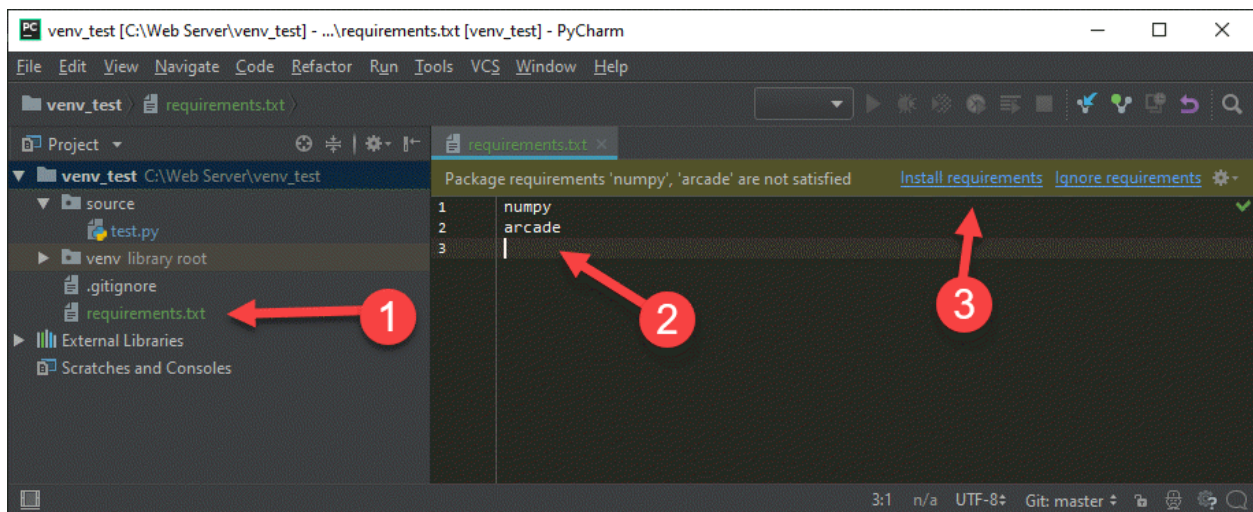 PC venv_test [C:\Web Server\venv_test] - ...\requirements.txt [venv_test] - PyCharm
File Edit View Navigate Code Refactor Run Tools VCS Window Help
venv_test requirements.txt
Project requirements.txt
venv_test C:\Web Server\venv_test
Package requirements 'numpy', 'arcade' are not satisfied Install requirements Ignore requirements
source
test.py
venv library root
.gitignore
requirements.txt
External Libraries
Scratches and Consoles
1 numpy
2 arcade
3
1
2
3
3:1 n/a UTF-8 Git: master